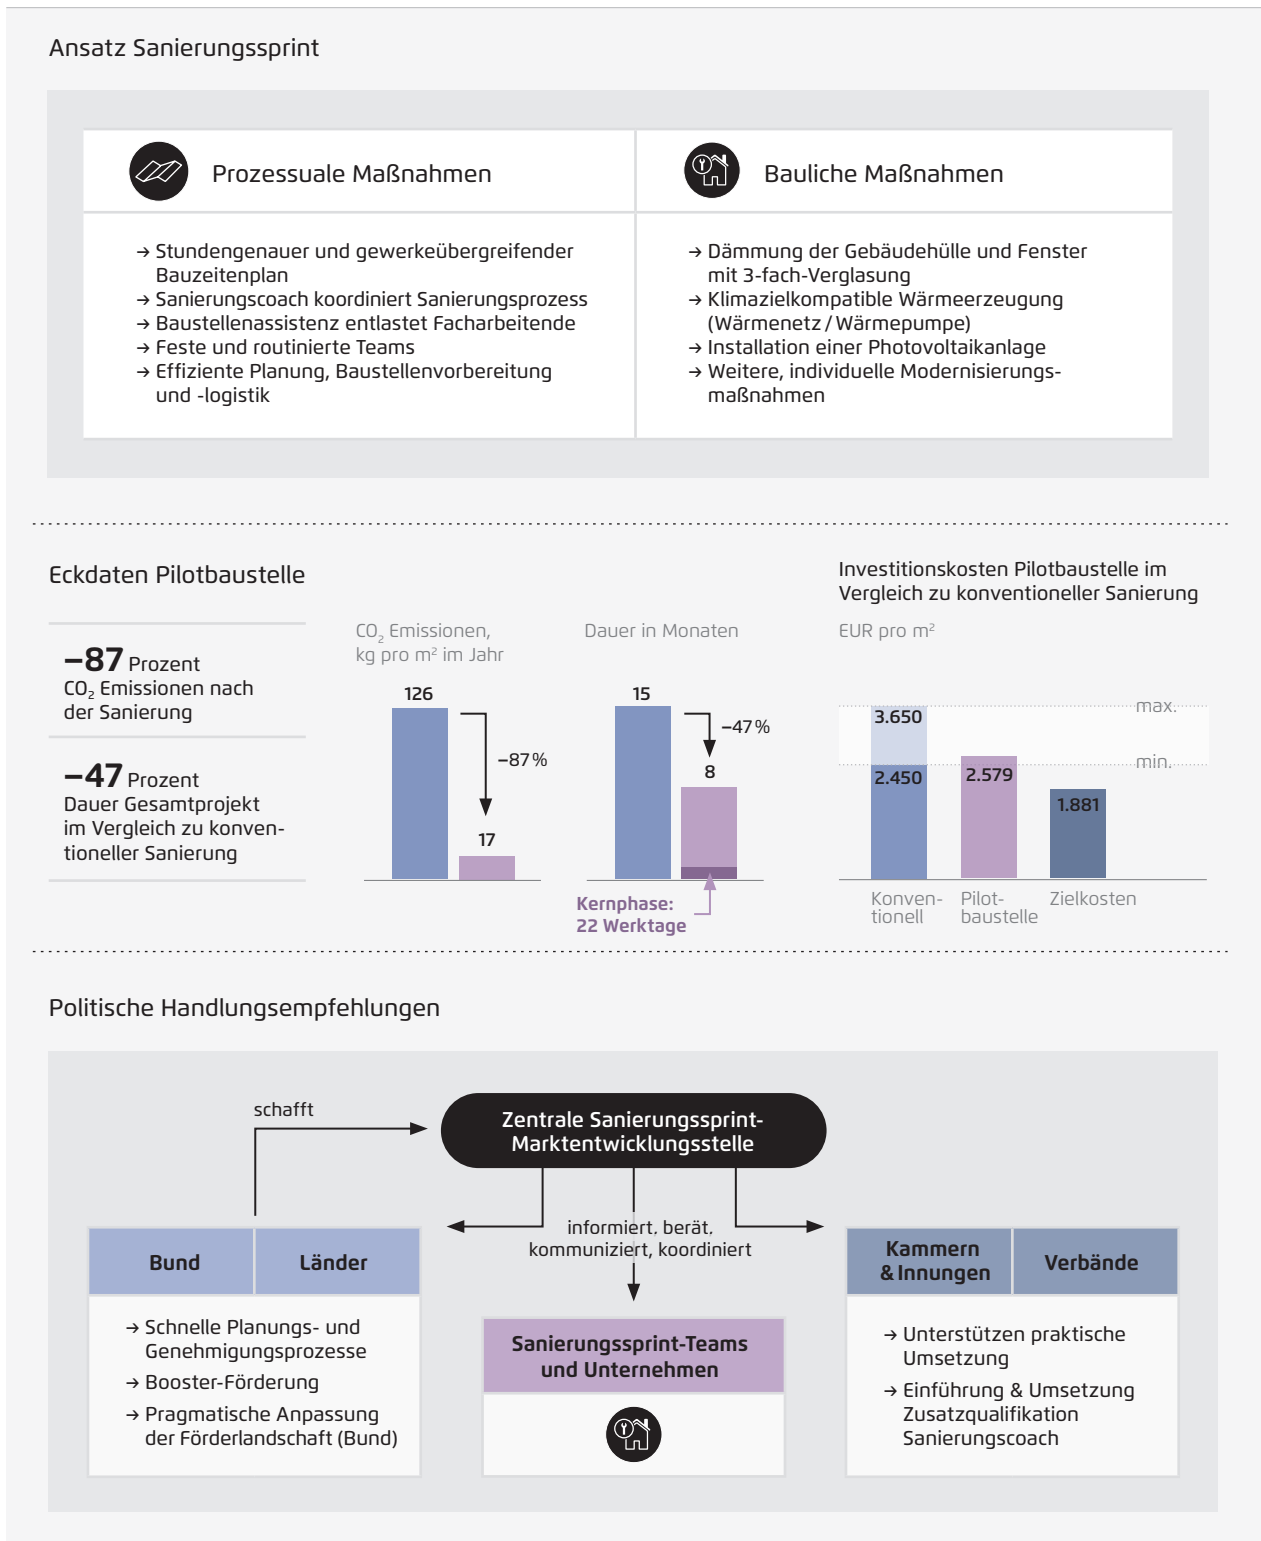 Ansatz Sanierungssprint
Prozessuale Maßnahmen
→ Stundengenauer und gewerkeübergreifender
Bauzeitenplan
→ Sanierungscoach koordiniert Sanierungsprozess
→ Baustellenassistenz entlastet Facharbeitende
→ Feste und routinierte Teams
→ Effiziente Planung, Baustellenvorbereitung
und -logistik
Bauliche Maßnahmen
→ Dämmung der Gebäudehülle und Fenster
mit 3-fach-Verglasung
→ Klimazielkompatible Wärmeerzeugung
(Wärmenetz / Wärmepumpe)
→ Installation einer Photovoltaikanlage
→ Weitere, individuelle Modernisierungs-
maßnahmen
Eckdaten Pilotbaustelle
–87 Prozent
CO₂ Emissionen nach
der Sanierung
–47 Prozent
Dauer Gesamtprojekt
im Vergleich zu konven-
tioneller Sanierung
CO₂ Emissionen,
kg pro m² im Jahr
126
–87 %
17
Dauer in Monaten
15
–47 %
8
Kernphase:
22 Werktage
Investitionskosten Pilotbaustelle im
Vergleich zu konventioneller Sanierung
EUR pro m²
max.
3.650
min.
2.450
2.579
1.881
Konven-
tionell
Pilot-
baustelle
Zielkosten
Politische Handlungsempfehlungen
schafft
Zentrale Sanierungssprint-
Marktentwicklungsstelle
informiert, berät,
kommuniziert, koordiniert
Bund
Länder
→ Schnelle Planungs- und
Genehmigungsprozesse
→ Booster-Förderung
→ Pragmatische Anpassung
der Förderlandschaft (Bund)
Sanierungssprint-Teams
und Unternehmen
Kammern
& Innungen
Verbände
→ Unterstützen praktische
Umsetzung
→ Einführung & Umsetzung
Zusatzqualifikation
Sanierungscoach